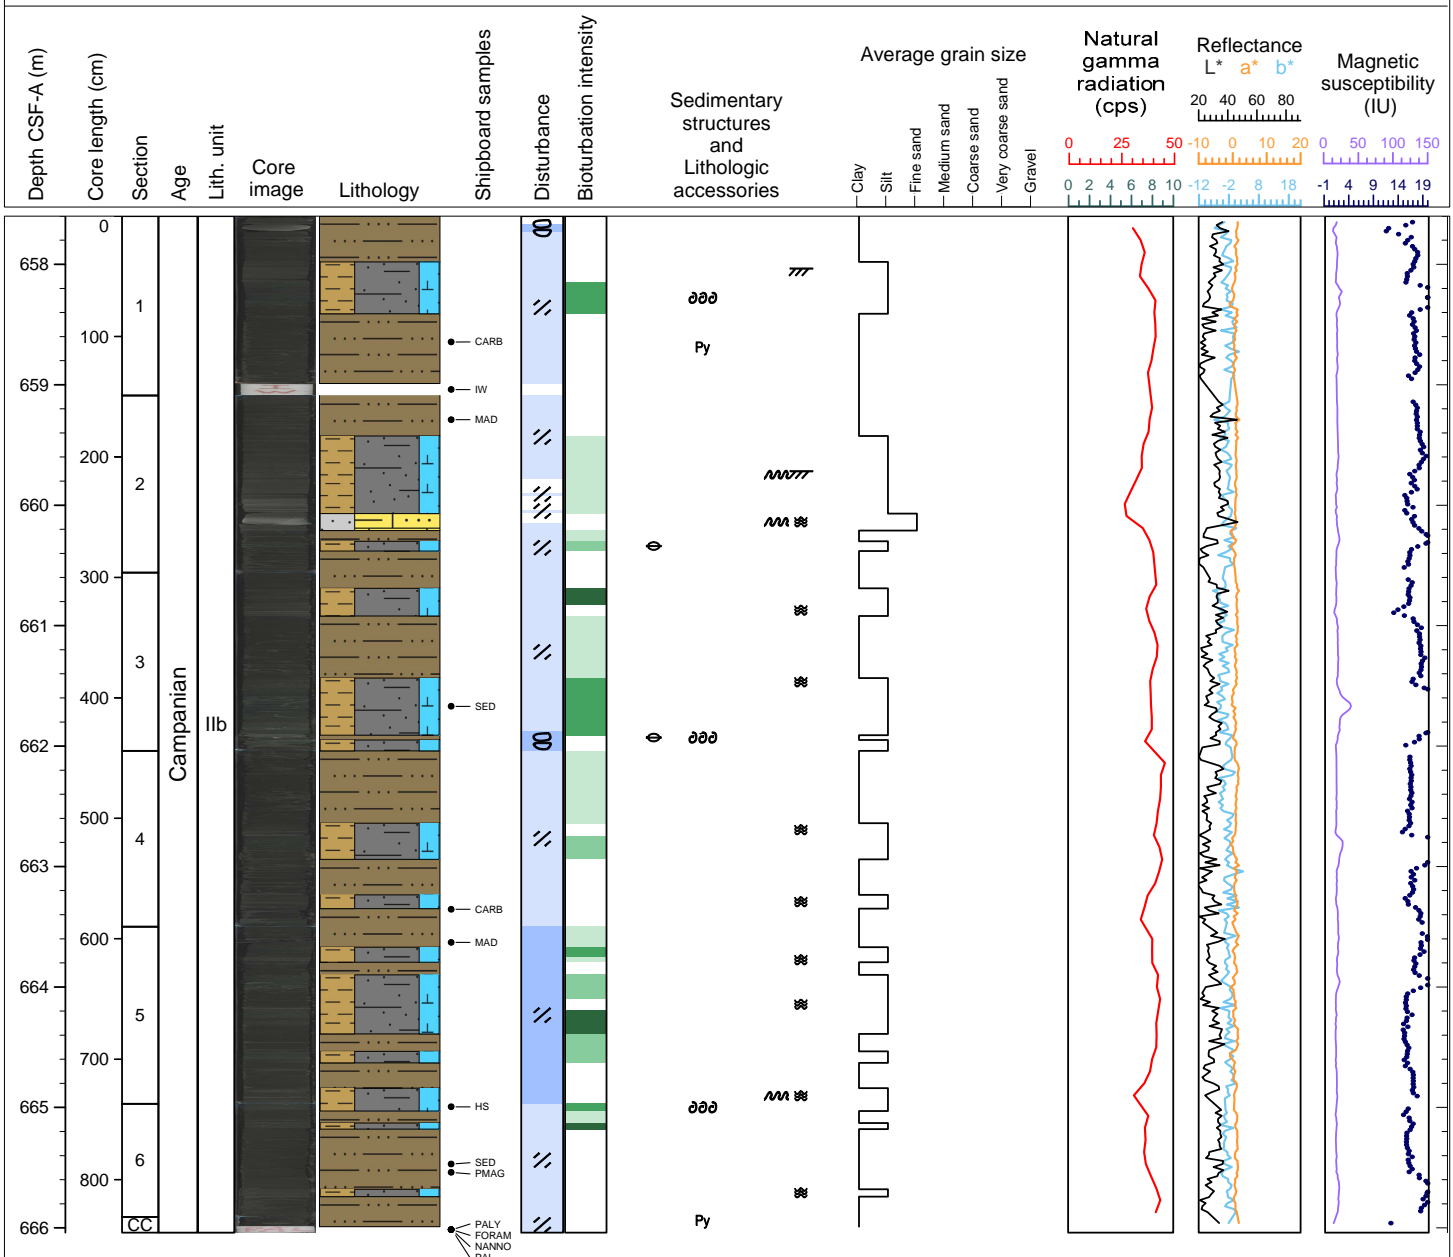 Depth CSF-A (m)
Core length (cm)
Section
Age
Lith. unit
Core
image
Lithology
Shipboard samples
Disturbance
Bioturbation intensity
Sedimentary
structures
and
Lithologic
accessories
Average grain size
Clay
Silt
Fine sand
Medium sand
Coarse sand
Very coarse sand
Gravel
Natural
gamma
radiation
(cps)
0 25 50
0 2 4 6 8 10
Reflectance
L* a* b*
20 40 60 80
-10 0 10 20
-12 -2 8 18
Magnetic
susceptibility
(IU)
0 50 100 150
-1 4 9 14 19
658
659
660
661
662
663
664
665
666
0
100
200
300
400
500
600
700
800
1
2
3
4
5
6
CC
Campanian
IIb
CARB
IW
MAD
SED
CARB
MAD
HS
SED
PMAG
PALY
FORAM
NANNO
Py
Py